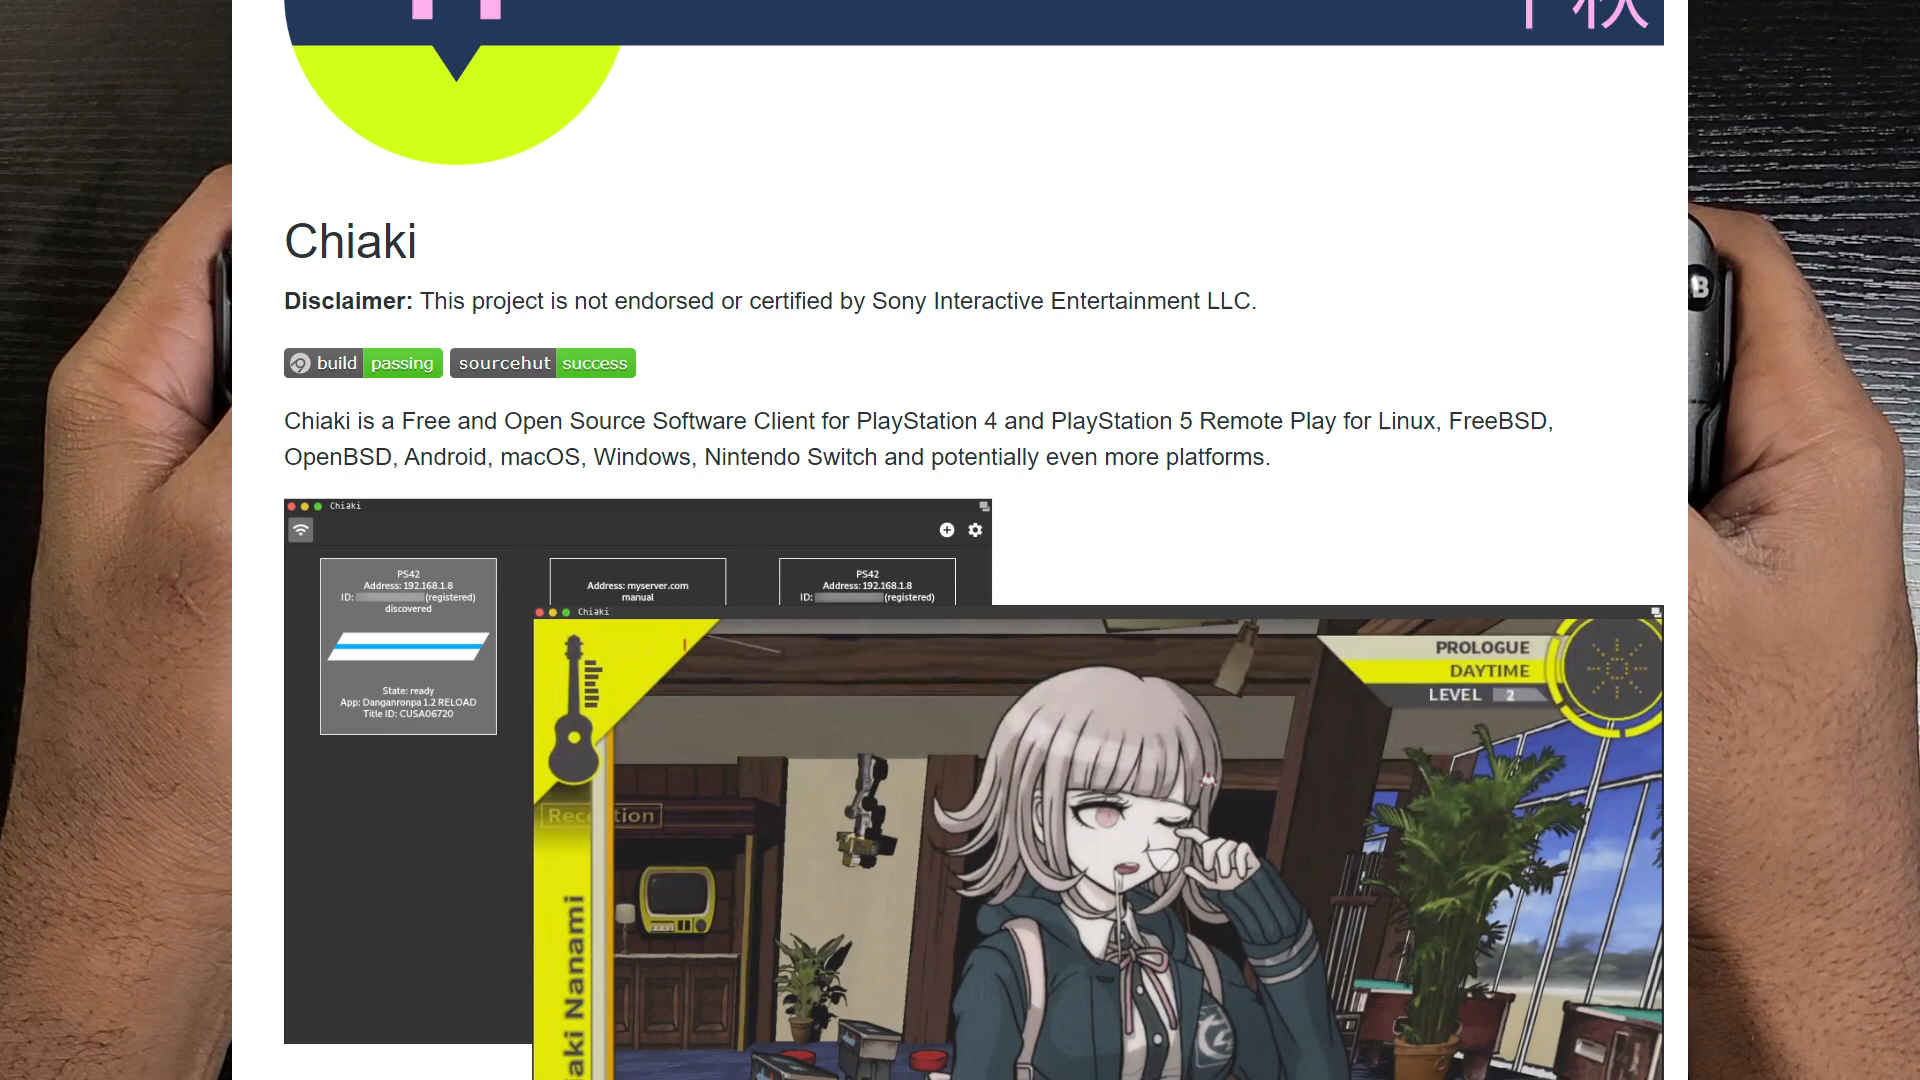 Chiaki
Disclaimer: This project is not endorsed or certified by Sony Interactive Entertainment LLC.
build passing sourcehut success
Chiaki is a Free and Open Source Software Client for PlayStation 4 and PlayStation 5 Remote Play for Linux, FreeBSD,
OpenBSD, Android, macOS, Windows, Nintendo Switch and potentially even more platforms.
Chiaki
PS42
Address: 192.168.1.8
ID: (registered)
discovered
State: ready
App: Danganronpa 1.2 RELOAD
Title ID: CUSA06720
Address: myserver.com
manual
PS42
Address: 192.168.1.8
ID: (registered)
Chiaki
PROLOGUE
DAYTIME
LEVEL 2
aki Nanami
B